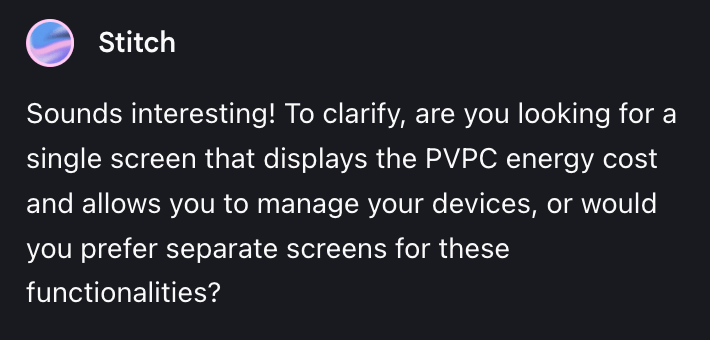 Stitch
Sounds interesting! To clarify, are you looking for a
single screen that displays the PVPC energy cost
and allows you to manage your devices, or would
you prefer separate screens for these
functionalities?